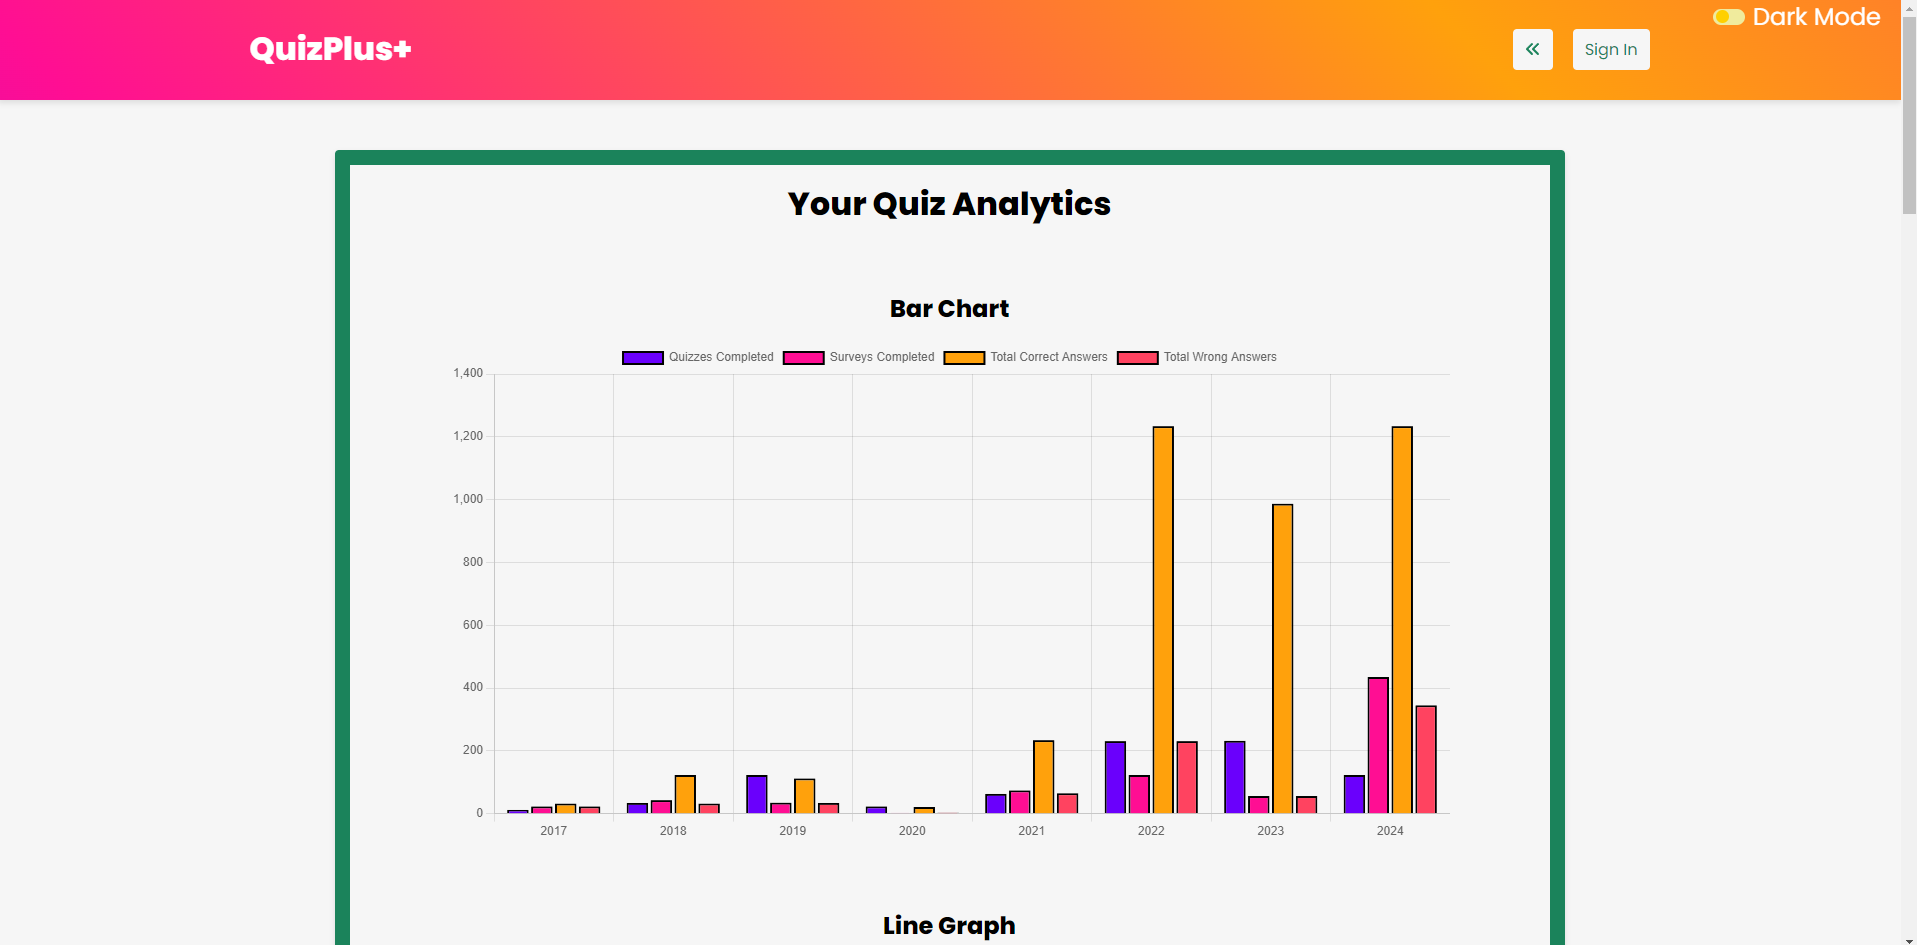 Dark Mode
QuizPlus+
Sign In
Your Quiz Analytics
Bar Chart
Quizzes Completed Surveys Completed Total Correct Answers Total Wrong Answers
1,400
1,200
1,000
800
600
400
200
0
2017 2018 2019 2020 2021 2022 2023 2024
Line Graph